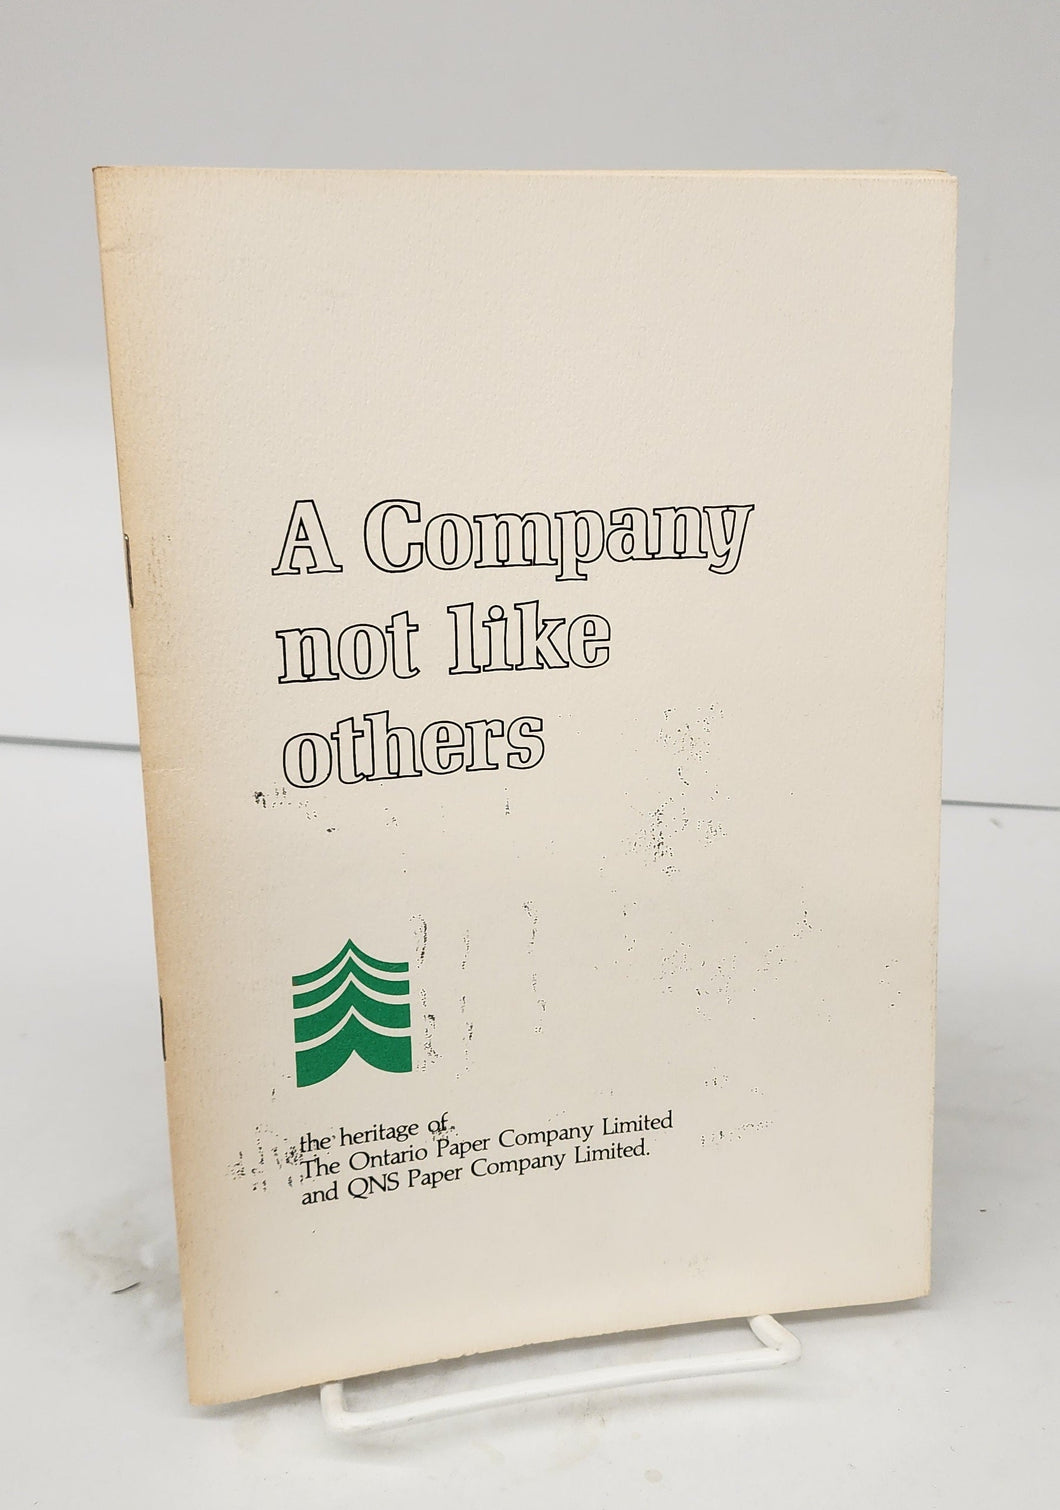 A Company
not like
others
the heritage of
The Ontario Paper Company Limited
and QNS Paper Company Limited.